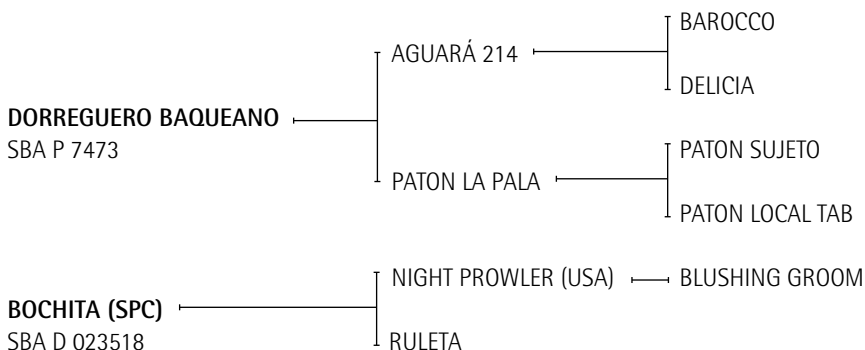 BAROCCO
AGUARÁ 214
DELICIA
DORREGUERO BAQUEANO
SBA P 7473
PATON SUJETO
PATON LA PALA
PATON LOCAL TAB
NIGHT PROWLER (USA)
BLUSHING GROOM
BOCHITA (SPC)
SBA D 023518
RULETA